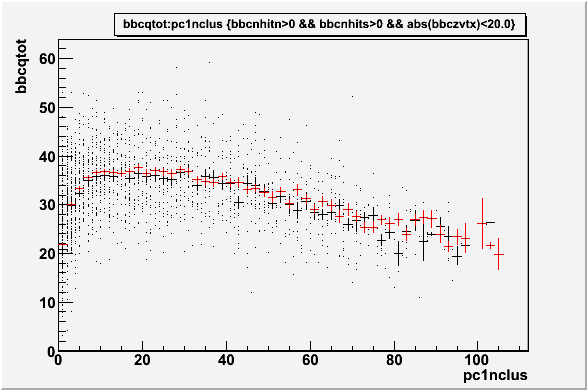 bbcqtot:pc1nclus {bbcnhitn>0 && bbcnhits>0 && abs(bbczvtx)<20.0}
bbcqtot
60
50
40
30
20
10
0
0 20 40 60 80 100
pc1nclus